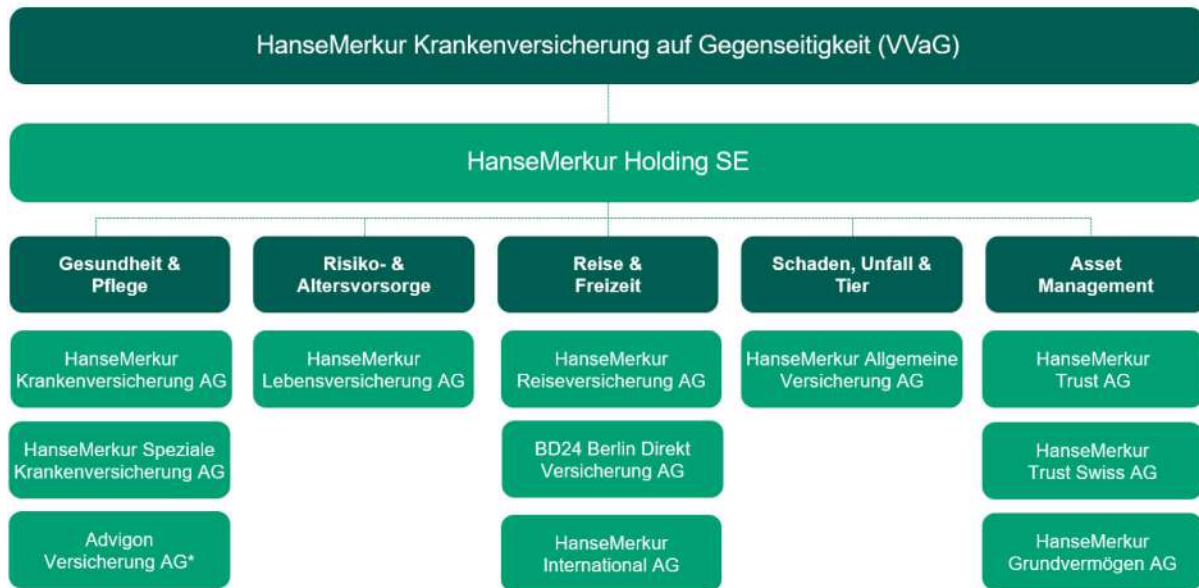 HanseMerkur Krankenversicherung auf Gegenseitigkeit (VVaG)
HanseMerkur Holding SE
Gesundheit &
Pflege
Risiko- &
Altersvorsorge
Reise &
Freizeit
Schaden, Unfall &
Tier
Asset
Management
HanseMerkur
Krankenversicherung AG
HanseMerkur
Lebensversicherung AG
HanseMerkur
Reiseversicherung AG
HanseMerkur Allgemeine
Versicherung AG
HanseMerkur
Trust AG
HanseMerkur Speziale
Krankenversicherung AG
BD24 Berlin Direkt
Versicherung AG
HanseMerkur
Trust Swiss AG
Advigon
Versicherung AG*
HanseMerkur
International AG
HanseMerkur
Grundvermögen AG